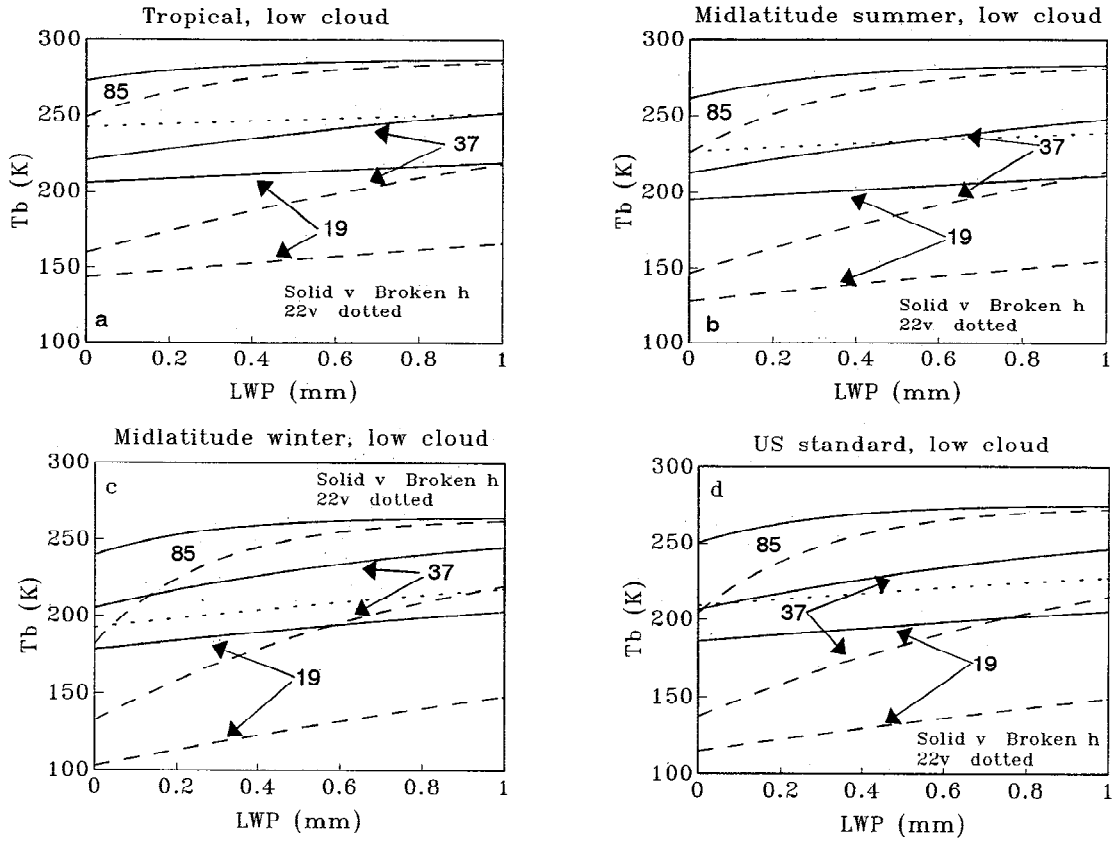 Tropical, low cloud
300
250
200
150
100
Tb (K)
85
37
19
Solid v Broken h
22v dotted
a
0 0.2 0.4 0.6 0.8 1
LWP (mm)
Midlatitude summer, low cloud
300
250
200
150
100
Tb (K)
85
37
19
Solid v Broken h
22v dotted
b
0 0.2 0.4 0.6 0.8 1
LWP (mm)
Midlatitude winter, low cloud
300
250
200
150
100
Tb (K)
c
Solid v Broken h
22v dotted
85
37
19
0 0.2 0.4 0.6 0.8 1
LWP (mm)
US standard, low cloud
300
250
200
150
100
Tb (K)
d
85
37
19
Solid v Broken h
22v dotted
0 0.2 0.4 0.6 0.8 1
LWP (mm)